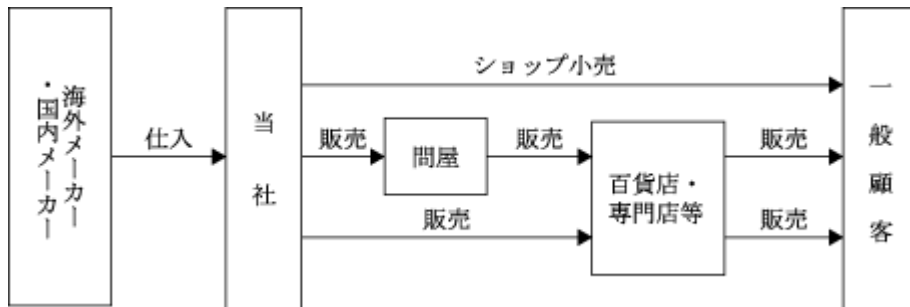 海外メーカー
・国内メーカー
仕入
当社
ショップ小売
販売
問屋
販売
百貨店・
専門店等
販売
販売
販売
一般顧客